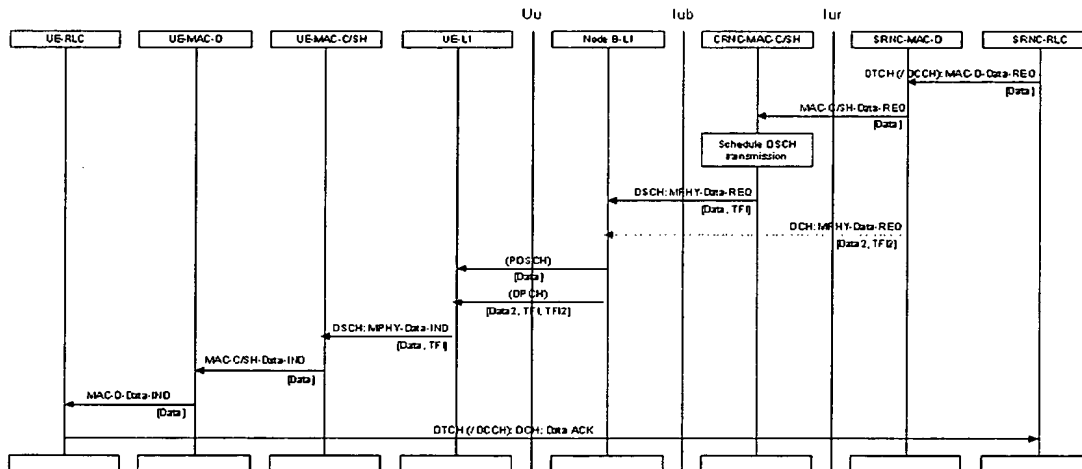 Uu Iub Iur
UE-RLC UE-MAC-D UE-MAC-C/SH UE-L1 Node B-L1 CRNC-MAC-C/SH SRNC-MAC-D SRNC-RLC
DTCH (/ DCCH): MAC-D-Data-REQ
[Data]
MAC-C/SH-Data-REQ
[Data]
Schedule DSCH
transmission
DSCH: MPHY-Data-REQ
[Data, TFI]
DCH: MPHY-Data-REQ
[Data2, TFI2]
(PDSCH)
[Data]
(DPCH)
[Data2, TFI, TFI2]
DSCH: MPHY-Data-IND
[Data, TFI]
MAC-C/SH-Data-IND
[Data]
MAC-D-Data-IND
[Data]
DTCH (/ DCCH): DCH: Data ACK